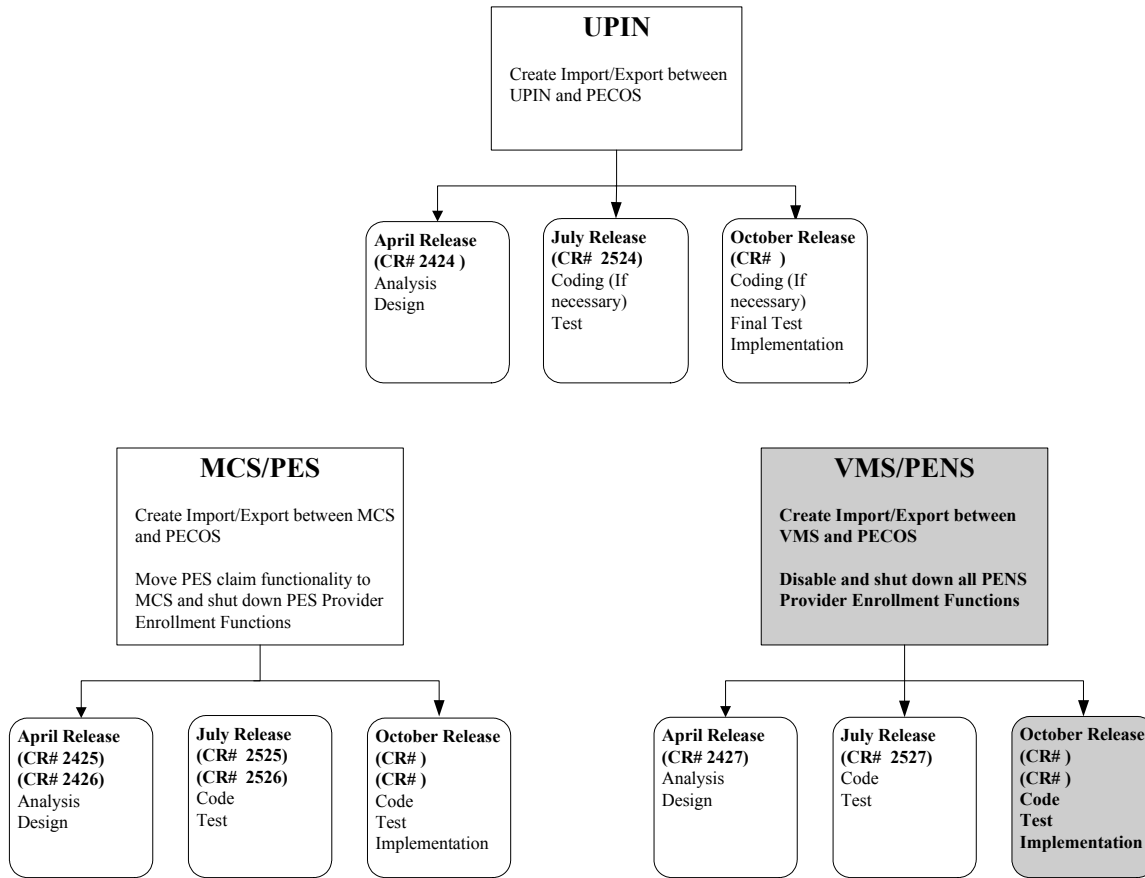 UPIN
Create Import/Export between
UPIN and PECOS
April Release
(CR# 2424 )
Analysis
Design
July Release
(CR#  2524)
Coding (If
necessary)
Test
October Release
(CR#  )
Coding (If
necessary)
Final Test
Implementation
MCS/PES
Create Import/Export between MCS
and PECOS
Move PES claim functionality to
MCS and shut down PES Provider
Enrollment Functions
VMS/PENS
Create Import/Export between
VMS and PECOS
Disable and shut down all PENS
Provider Enrollment Functions
April Release
(CR# 2425)
(CR# 2426)
Analysis
Design
July Release
(CR#  2525)
(CR#  2526)
Code
Test
October Release
(CR# )
(CR# )
Code
Test
Implementation
April Release
(CR# 2427)
Analysis
Design
July Release
(CR#  2527)
Code
Test
October Release
(CR# )
(CR# )
Code
Test
Implementation